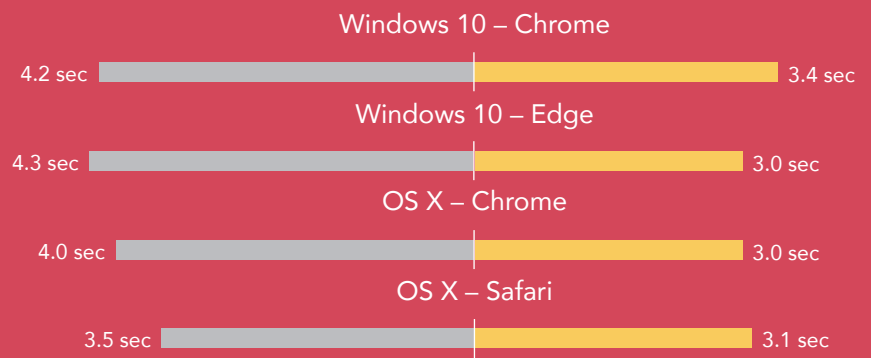 Windows 10 – Chrome
4.2 sec 3.4 sec
Windows 10 – Edge
4.3 sec 3.0 sec
OS X – Chrome
4.0 sec 3.0 sec
OS X – Safari
3.5 sec 3.1 sec